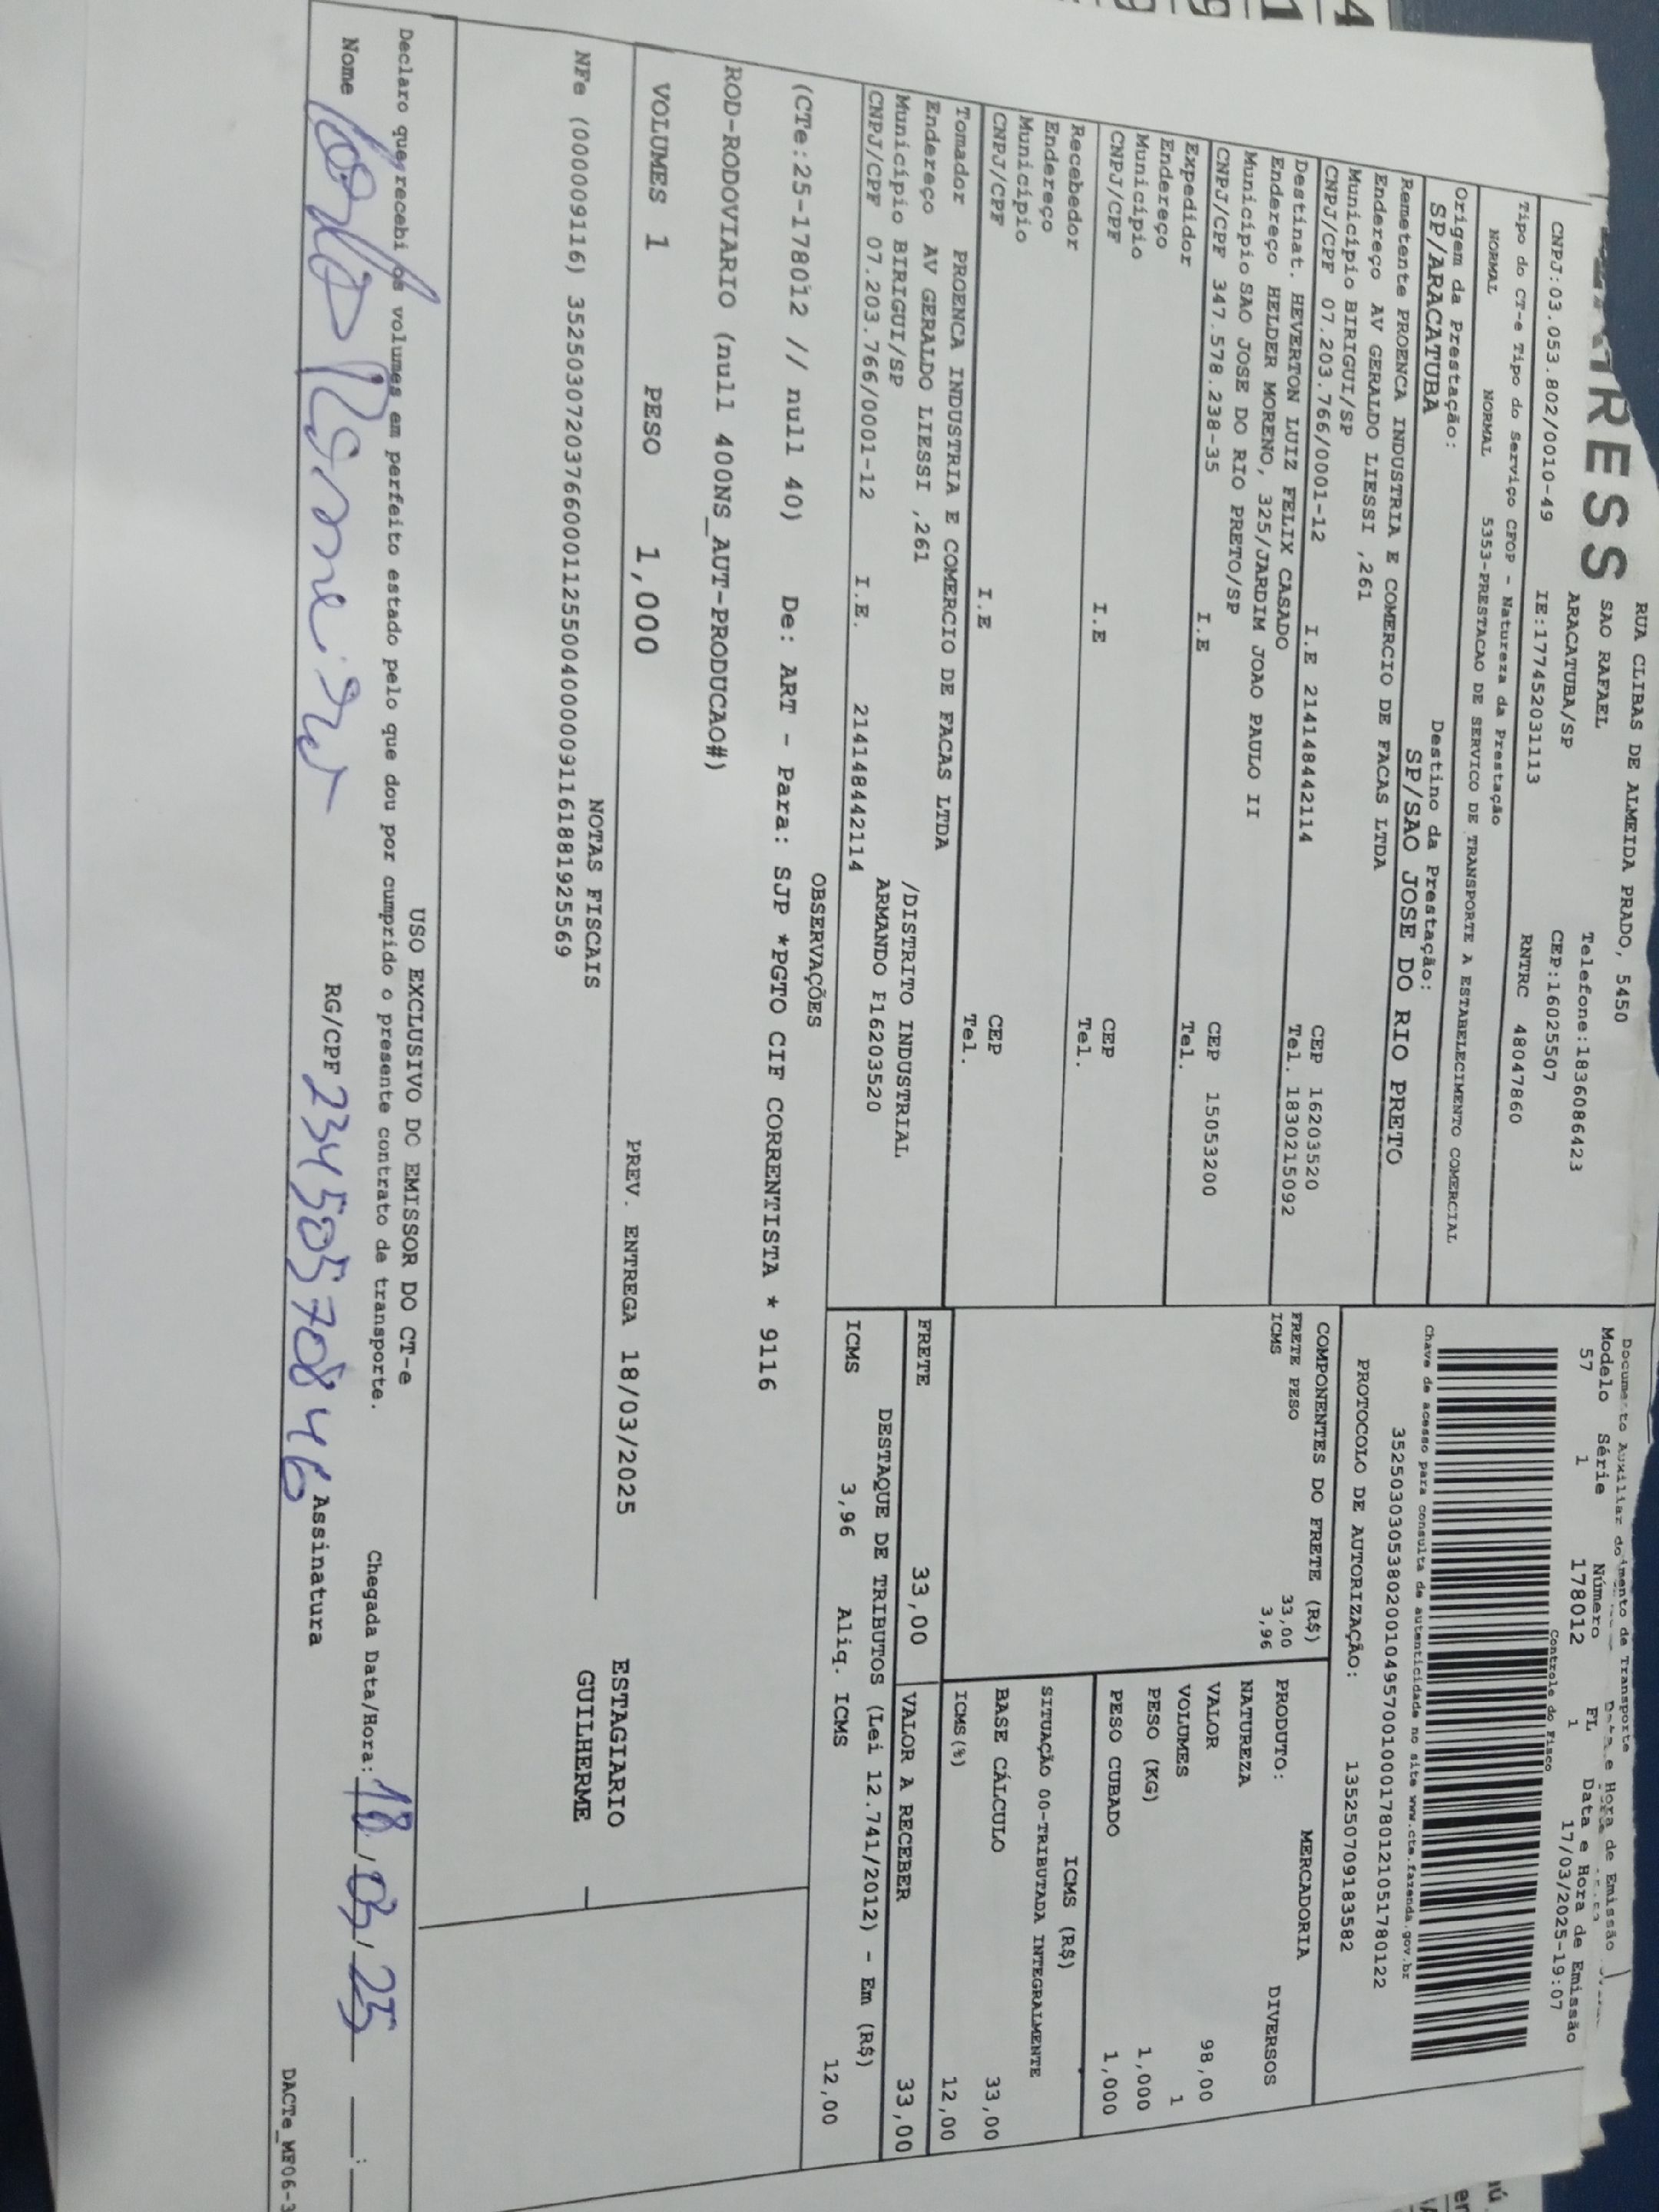 RESS
RUA CLIBAS DE ALMEIDA PRADO, 5450
SAO RAFAEL
ARACATUBA/SP
Telefone:1836086423
CNPJ:03.053.802/0010-49 IE:177452031113 CEP:16025507
RNTRC 48047860
Tipo do CT-e Tipo do Serviço CFOP - Natureza da Prestação
NORMAL NORMAL 5353-PRESTACAO DE SERVICO DE TRANSPORTE A ESTABELECIMENTO COMERCIAL
Origem da Prestação: Destino da Prestação:
SP/ARACATUBA SP/SAO JOSE DO RIO PRETO
Remetente PROENCA INDUSTRIA E COMERCIO DE FACAS LTDA
Endereço AV GERALDO LIESSI ,261
Município BIRIGUI/SP CEP 16203520
CNPJ/CPF 07.203.766/0001-12 I.E 214148442114 Tel. 1830215092
Destinat. HEVERTON LUIZ FELIX CASADO
Endereço HELDER MORENO, 325/JARDIM JOAO PAULO II
Município SAO JOSE DO RIO PRETO/SP CEP 15053200
CNPJ/CPF 347.578.238-35 I.E Tel.
Expedidor
Endereço
Município CEP
CNPJ/CPF I.E Tel.
Recebedor
Endereço
Município CEP
CNPJ/CPF I.E Tel.
Tomador PROENCA INDUSTRIA E COMERCIO DE FACAS LTDA
Endereço AV GERALDO LIESSI ,261 /DISTRITO INDUSTRIAL
Município BIRIGUI/SP ARMANDO F16203520
CNPJ/CPF 07.203.766/0001-12 I.E. 214148442114
Documento Auxiliar do Transporte
Modelo Série Número FL Data e Hora de Emissão
57 1 178012 1 17/03/2025-19:07
Controle do Fisco
Chave de acesso para consulta de autenticidade no site www.cte.fazenda.gov.br
35250303053802001049570010001780121051780122
PROTOCOLO DE AUTORIZAÇÃO: 135250709183582
COMPONENTES DO FRETE (R$)
FRETE PESO 33,00
ICMS 3,96
MERCADORIA
PRODUTO: DIVERSOS
NATUREZA
VALOR 98,00
VOLUMES 1
PESO (KG) 1,000
PESO CUBADO 1,000
ICMS (R$)
SITUAÇÃO 00-TRIBUTADA INTEGRALMENTE
BASE CÁLCULO 33,00
ICMS(%) 12,00
FRETE 33,00 VALOR A RECEBER 33,00
DESTAQUE DE TRIBUTOS (Lei 12.741/2012) - Em (R$)
ICMS 3,96 Aliq. ICMS 12,00
OBSERVAÇÕES
(CTe:25-178012 // null 40) De: ART - Para: SJP *PGTO CIF CORRENTISTA * 9116
ROD-RODOVIARIO (null 400NS_AUT-PRODUCAO#)
VOLUMES 1 PESO 1,000 PREV. ENTREGA 18/03/2025 ESTAGIARIO
GUILHERME
NOTAS FISCAIS
NFe (000009116) 35250307203766000112550040000091161881925569
USO EXCLUSIVO DO EMISSOR DO CT-e
Declaro que recebi os volumes em perfeito estado pelo que dou por cumprido o presente contrato de transporte.
Chegada Data/Hora: 18/03/25 __:__
Nome RG/CPF 23450570846 Assinatura
DACTe_MF06-3